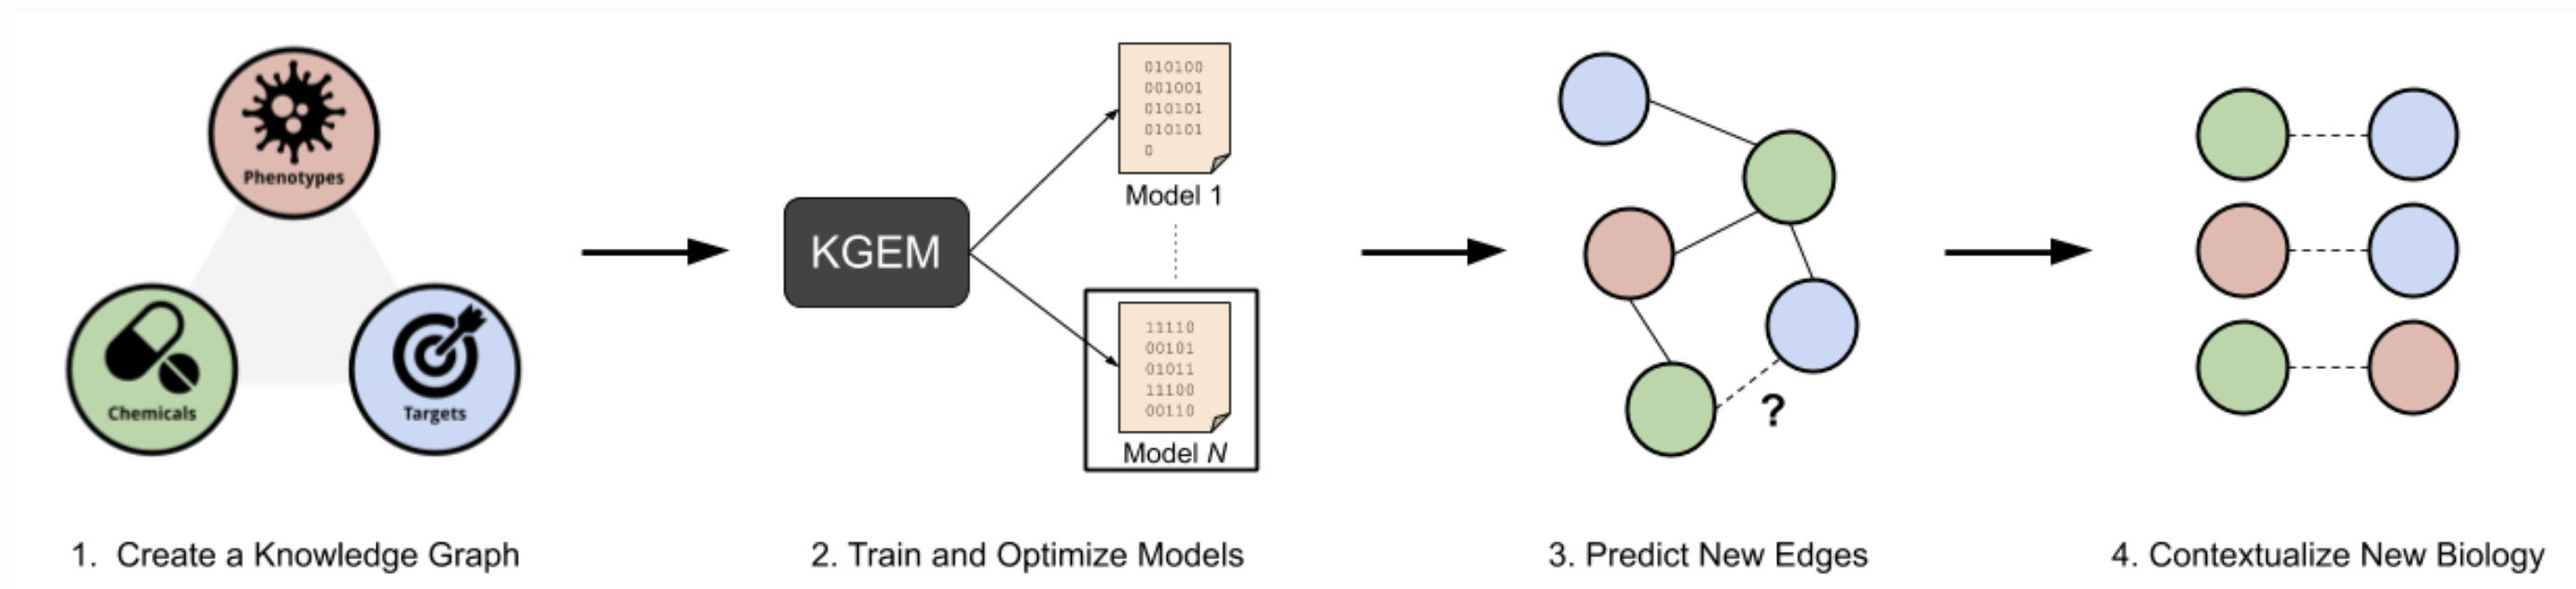 Phenotypes
Chemicals
Targets
1. Create a Knowledge Graph
KGEM
010100
001001
010101
010101
0
Model 1
11110
00101
01011
11100
00110
Model N
2. Train and Optimize Models
?
3. Predict New Edges
4. Contextualize New Biology